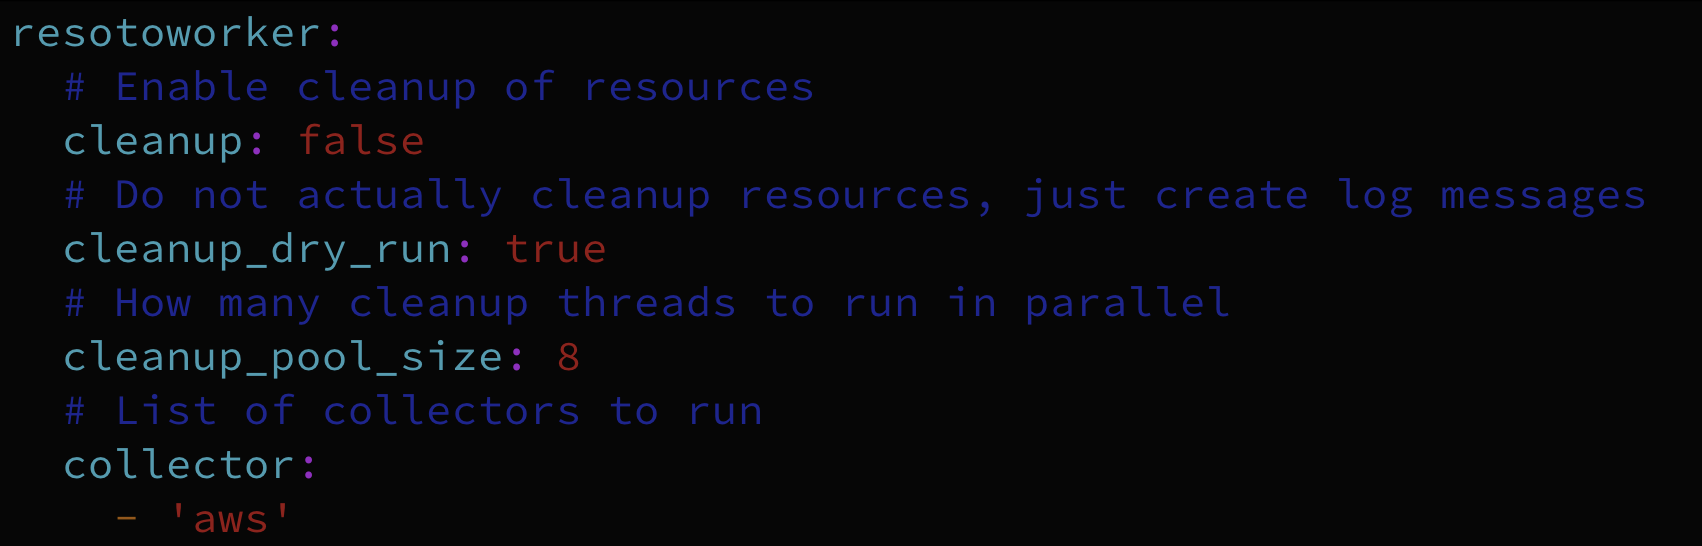 resotoworker:
  # Enable cleanup of resources
  cleanup: false
  # Do not actually cleanup resources, just create log messages
  cleanup_dry_run: true
  # How many cleanup threads to run in parallel
  cleanup_pool_size: 8
  # List of collectors to run
  collector:
    - 'aws'